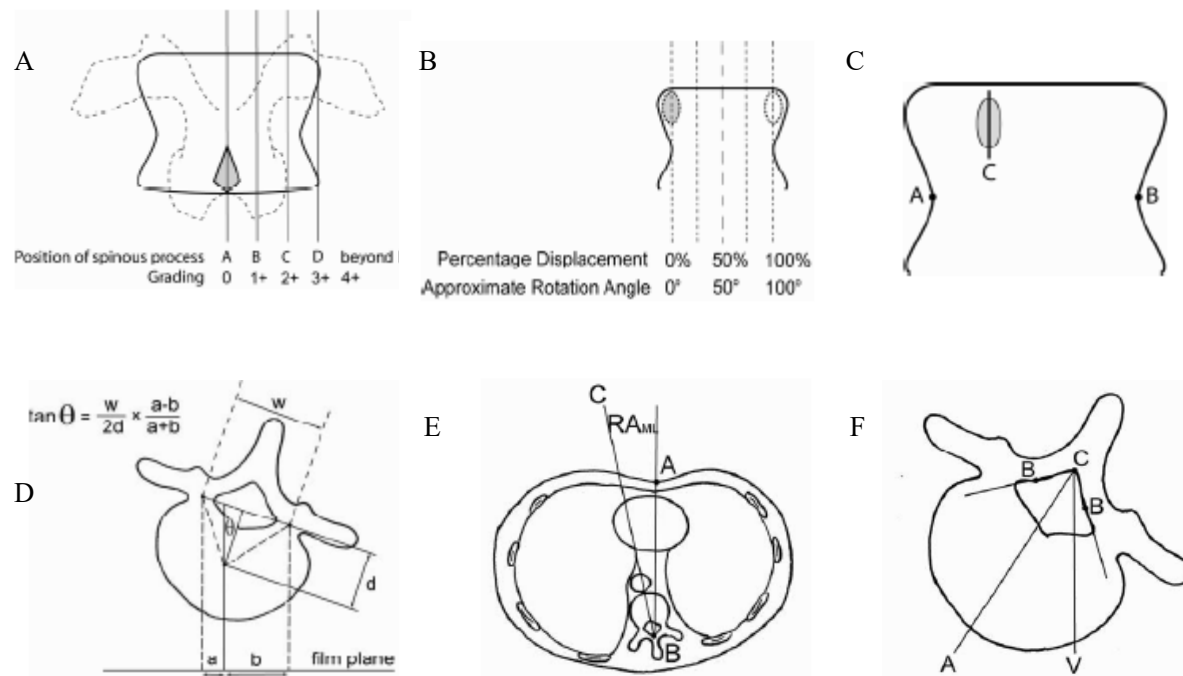 A
Position of spinous process A B C D beyond
Grading 0 1+ 2+ 3+ 4+
B
Percentage Displacement 0% 50% 100%
Approximate Rotation Angle 0° 50° 100°
C
A B
C
tan θ = w/2d × a-b/a+b
w
D
θ
d
a b film plane
E
C
RAML
A
B
F
B C
B
A V